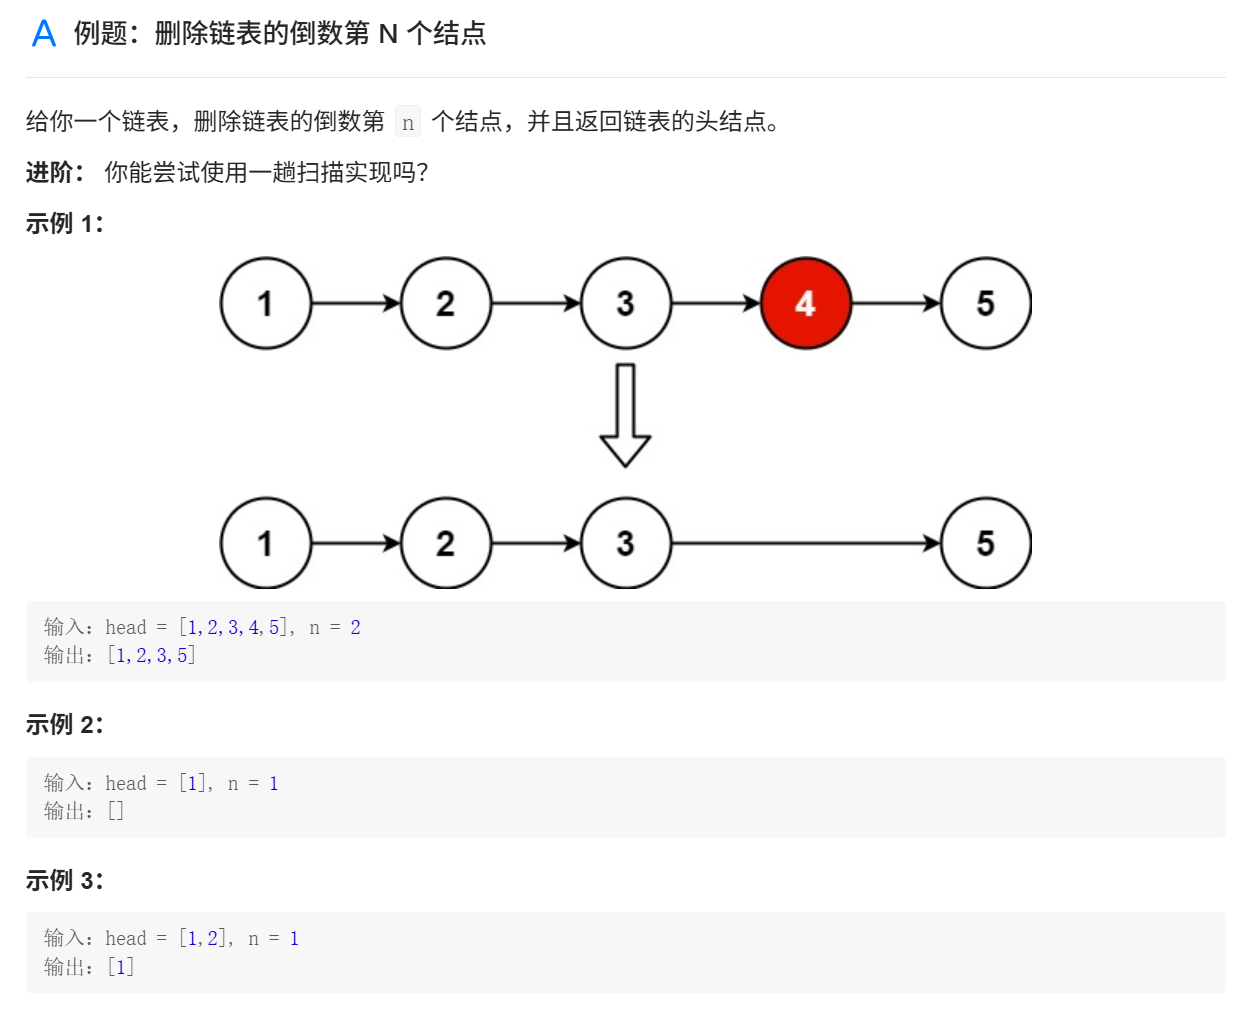 A 例题：删除链表的倒数第 N 个结点
给你一个链表，删除链表的倒数第 n 个结点，并且返回链表的头结点。
进阶： 你能尝试使用一趟扫描实现吗？
示例 1：
1 2 3 4 5
1 2 3 5
输入：head = [1,2,3,4,5], n = 2
输出：[1,2,3,5]
示例 2：
输入：head = [1], n = 1
输出：[]
示例 3：
输入：head = [1,2], n = 1
输出：[1]